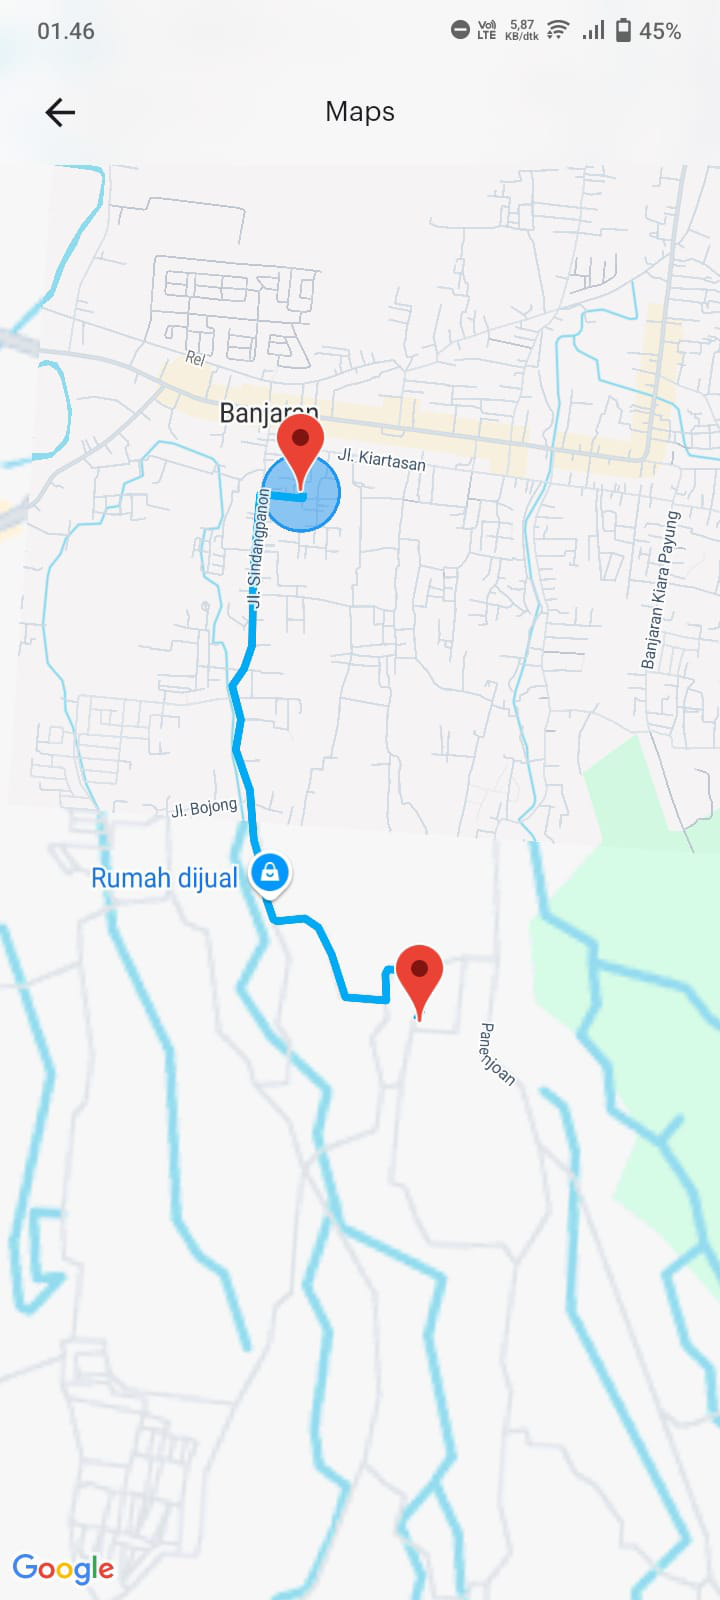 01.46
Vo))
LTE
5,87
KB/dtk
45%
Maps
Rel
Banjaran
Jl. Kiartasan
Jl. Sindangpanon
Banjaran Kiara Payung
Jl. Bojong
Rumah dijual
Panenjoan
Google